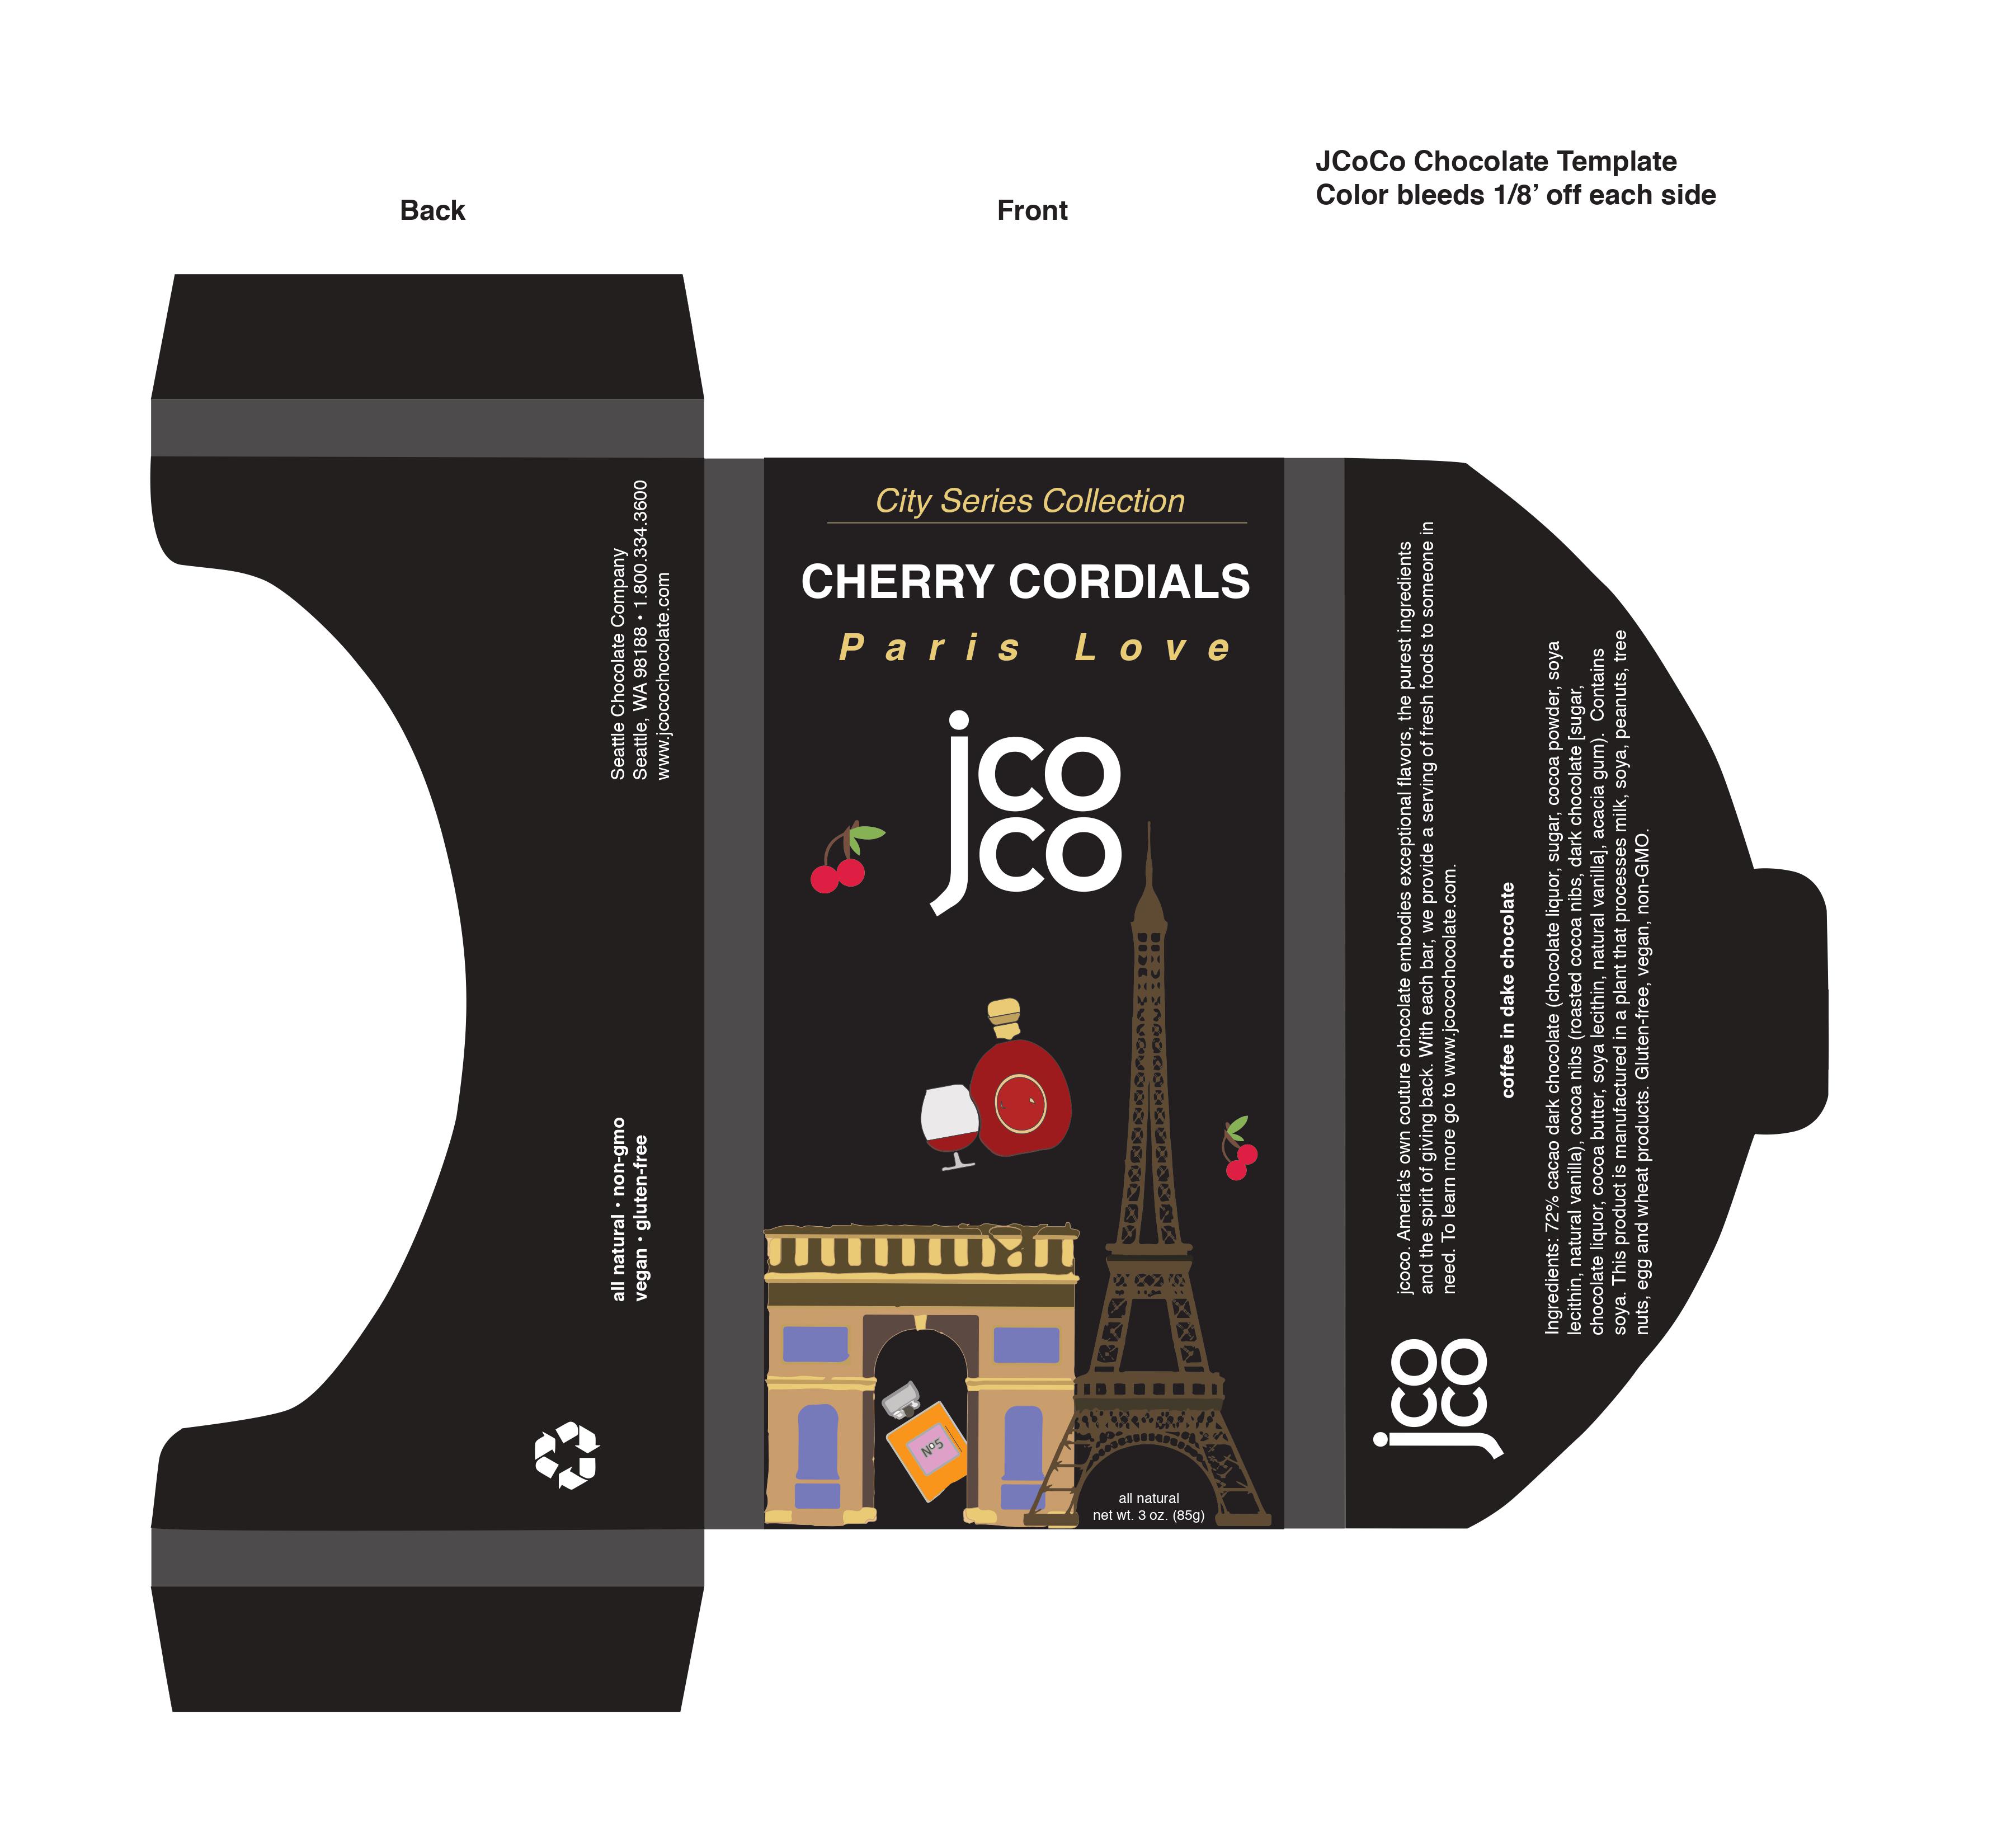 JCoCo Chocolate Template
Color bleeds 1/8’ off each side
Back
Front
Seattle Chocolate Company
Seattle, WA 98188 • 1.800.334.3600
www.jcocochocolate.com
all natural • non-gmo
vegan • gluten-free
City Series Collection
CHERRY CORDIALS
Paris Love
jco
co
Nº5
all natural
net wt. 3 oz. (85g)
jcoco. Ameria's own couture chocolate embodies exceptional flavors, the purest ingredients
and the spirit of giving back. With each bar, we provide a serving of fresh foods to someone in
need. To learn more go to www.jcocochocolate.com.
coffee in dake chocolate
Ingredients: 72% cacao dark chocolate (chocolate liquor, sugar, cocoa powder, soya
lecithin, natural vanilla), cocoa nibs (roasted cocoa nibs, dark chocolate [sugar,
chocolate liquor, cocoa butter, soya lecithin, natural vanilla], acacia gum). Contains
soya. This product is manufactured in a plant that processes milk, soya, peanuts, tree
nuts, egg and wheat products. Gluten-free, vegan, non-GMO.
jco
co